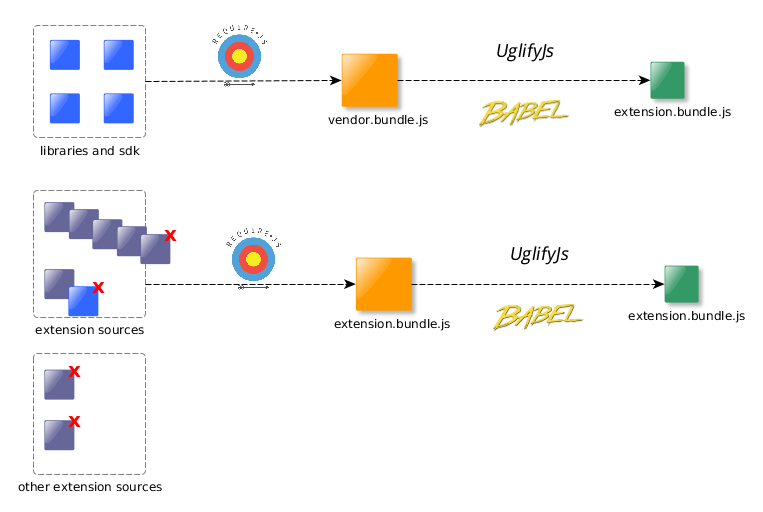 REQUIRE•JS
UglifyJs
BABEL
vendor.bundle.js
extension.bundle.js
libraries and sdk
x
REQUIRE•JS
x
UglifyJs
BABEL
extension sources
extension.bundle.js
extension.bundle.js
x
x
other extension sources